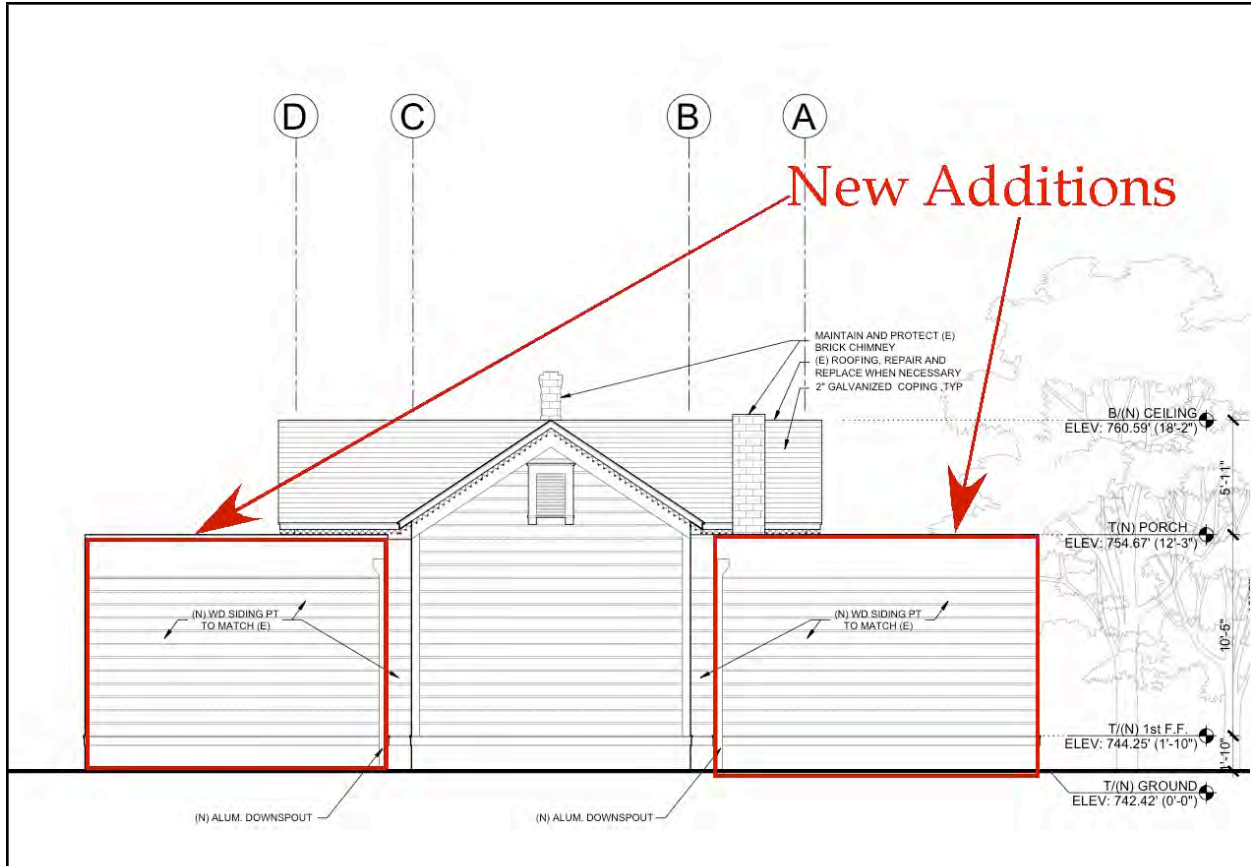 D C B A
New Additions
MAINTAIN AND PROTECT (E)
BRICK CHIMNEY
(E) ROOFING, REPAIR AND
REPLACE WHEN NECESSARY
2" GALVANIZED COPING ,TYP
B/(N) CEILING
ELEV: 760.59' (18'-2")
5'-11"
T(N) PORCH
ELEV: 754.67' (12'-3")
(N) WD SIDING PT
TO MATCH (E)
(N) WD SIDING PT
TO MATCH (E)
10'-5"
T/(N) 1st F.F.
ELEV: 744.25' (1'-10")
1'-10"
T/(N) GROUND
ELEV: 742.42' (0'-0")
(N) ALUM. DOWNSPOUT
(N) ALUM. DOWNSPOUT